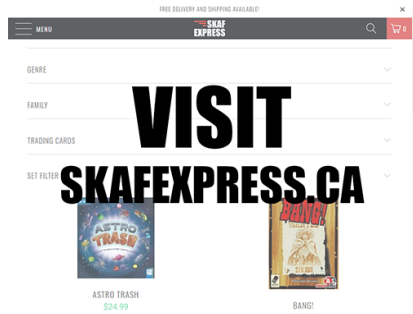 FREE DELIVERY AND SHIPPING AVAILABLE!
MENU
SKAF
EXPRESS
0
GENRE
FAMILY
TRADING CARDS
SET FILTER
VISIT
SKAFEXPRESS.CA
ASTRO
TRASH
BANG!
ASTRO TRASH
$24.99
BANG!